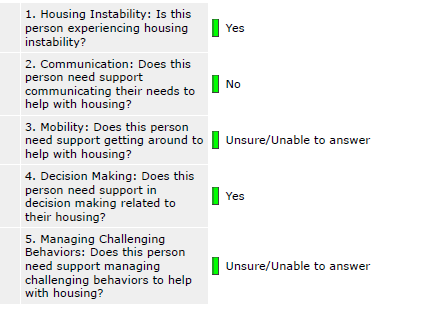 1. Housing Instability: Is this
person experiencing housing
instability?
Yes
2. Communication: Does this
person need support
communicating their needs to
help with housing?
No
3. Mobility: Does this person
need support getting around to
help with housing?
Unsure/Unable to answer
4. Decision Making: Does this
person need support in
decision making related to
their housing?
Yes
5. Managing Challenging
Behaviors: Does this person
need support managing
challenging behaviors to help
with housing?
Unsure/Unable to answer